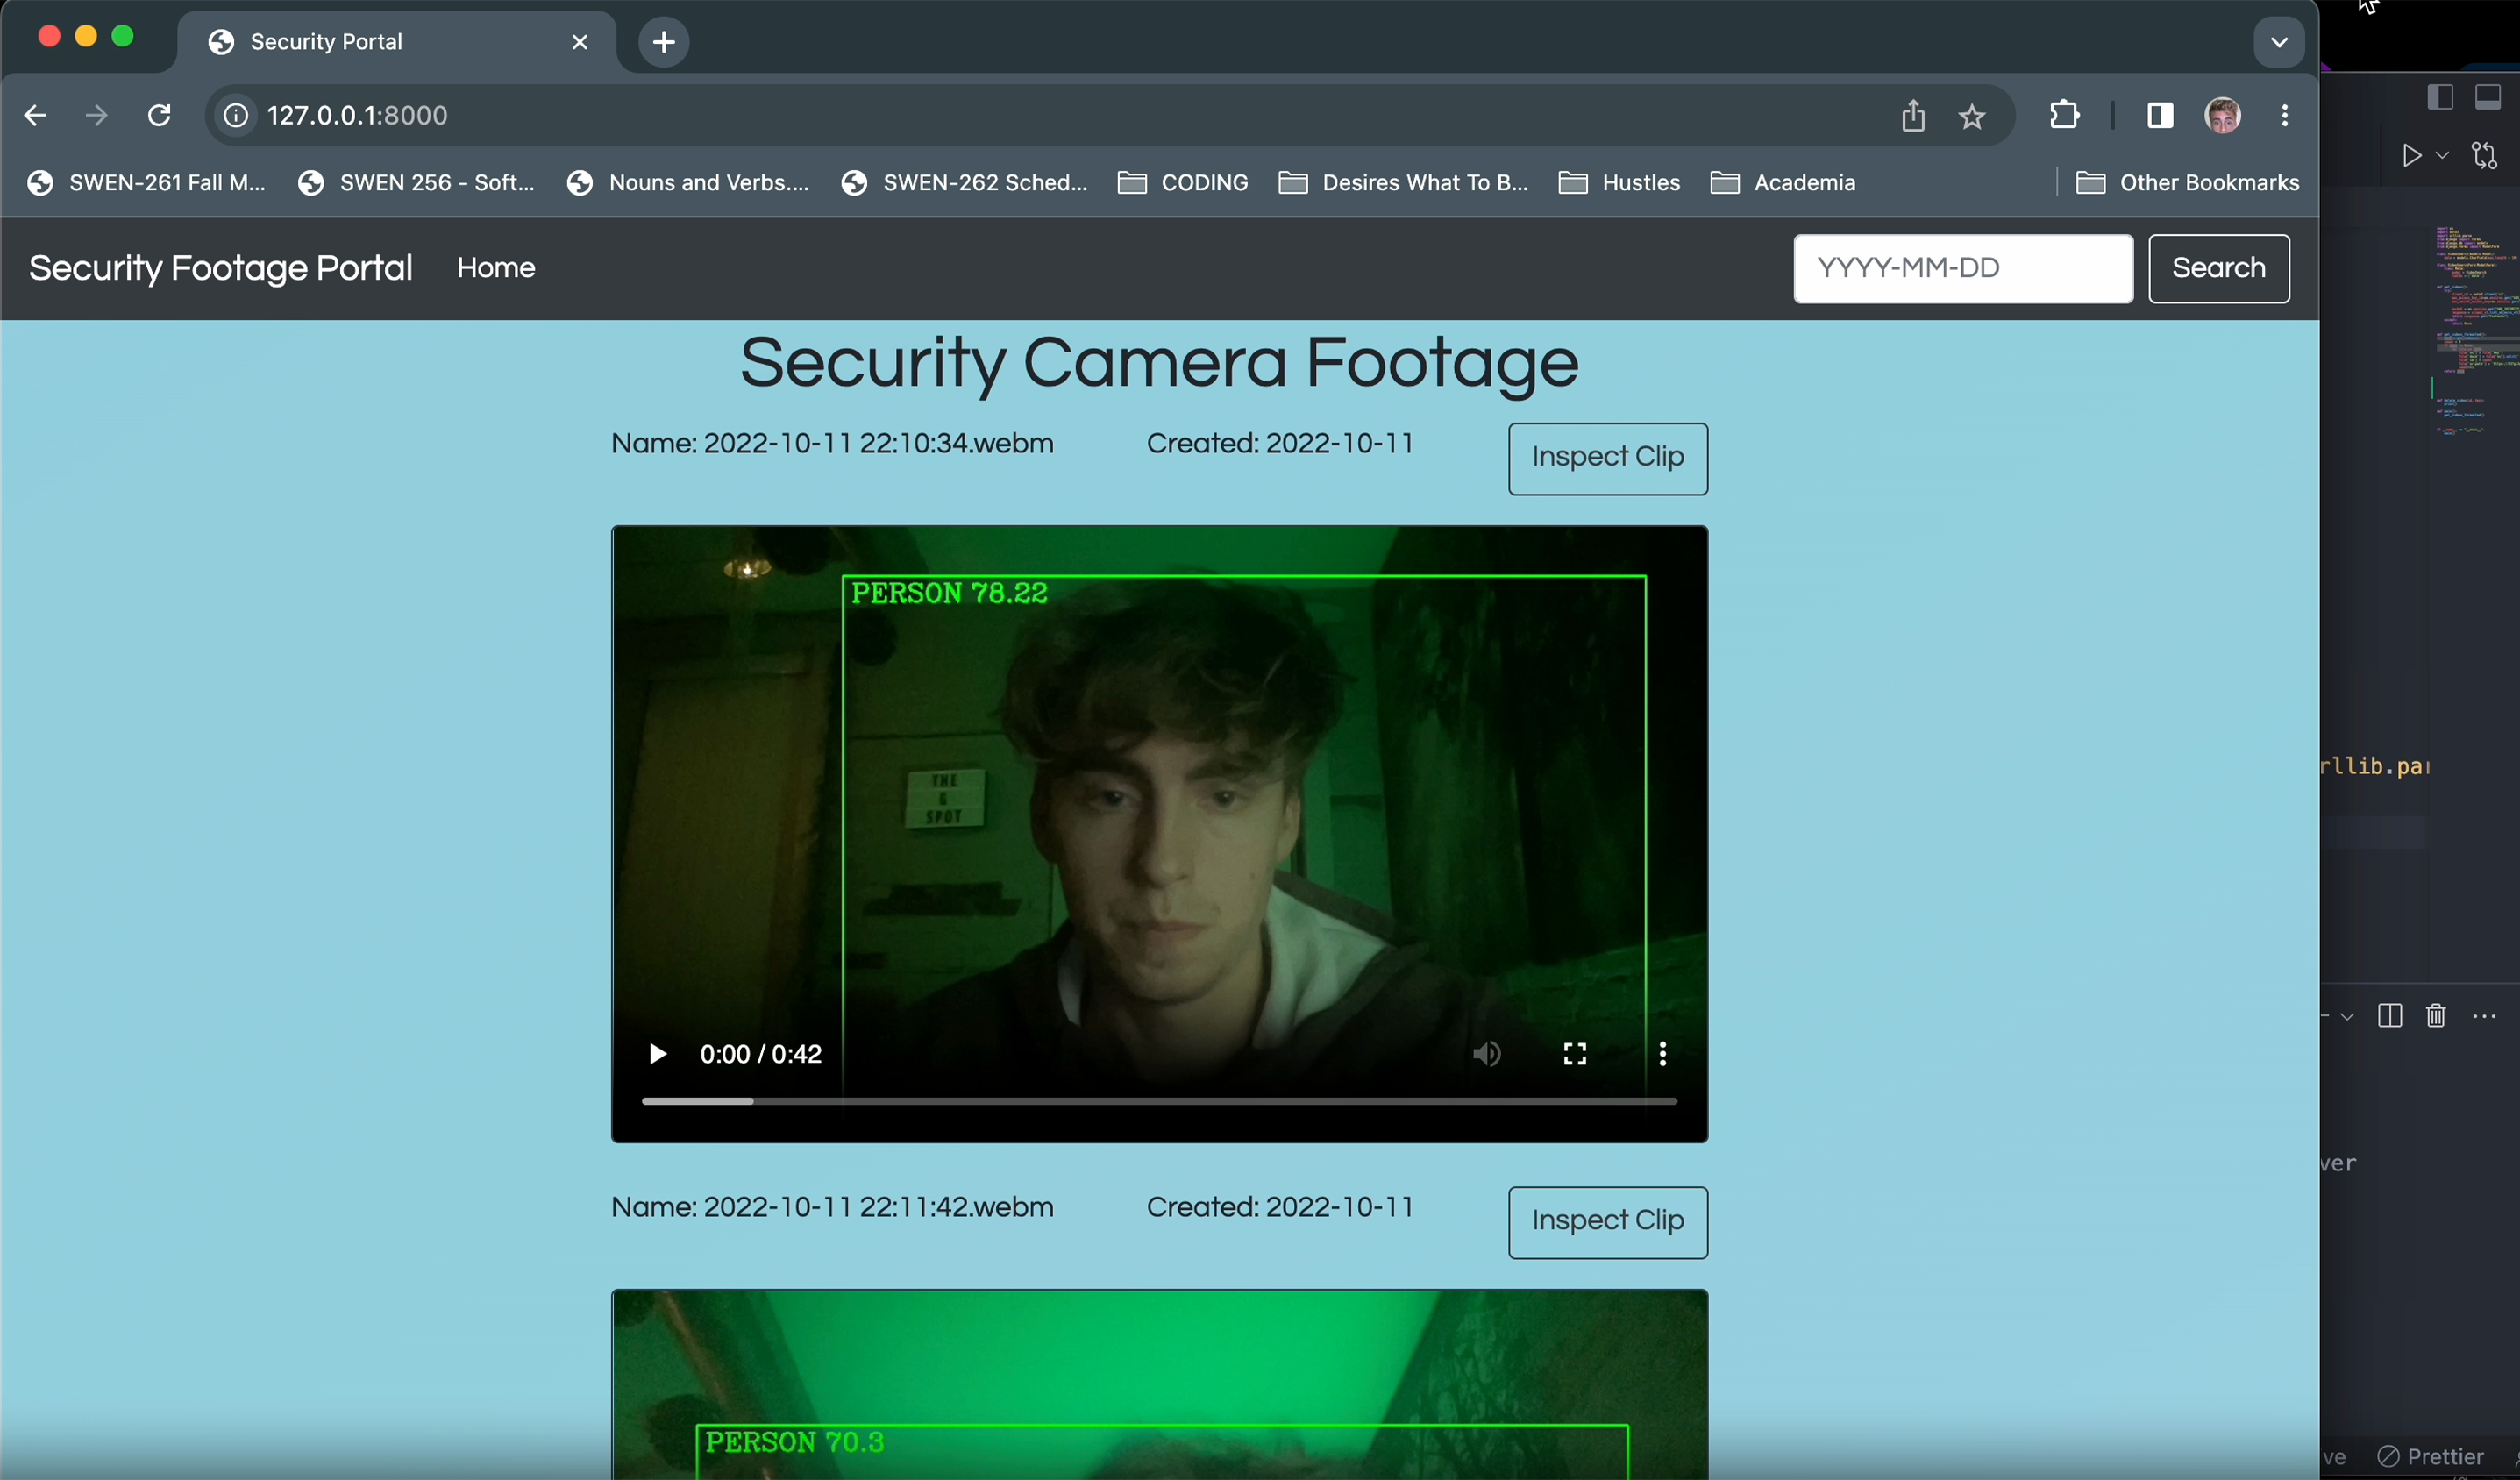 Security Portal
127.0.0.1:8000
SWEN-261 Fall M...
SWEN 256 - Soft...
Nouns and Verbs....
SWEN-262 Sched...
CODING
Desires What To B...
Hustles
Academia
Other Bookmarks
Security Footage Portal
Home
YYYY-MM-DD
Search
Security Camera Footage
Name: 2022-10-11 22:10:34.webm
Created: 2022-10-11
Inspect Clip
PERSON 78.22
THE
G
SPOT
0:00 / 0:42
Name: 2022-10-11 22:11:42.webm
Created: 2022-10-11
Inspect Clip
PERSON 70.3
rllib.par
ver
ve
Prettier